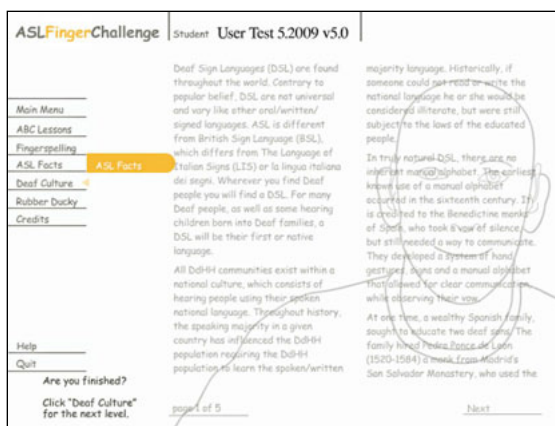 ASLFingerChallenge
Student User Test 5.2009 v5.0
Main Menu
ABC Lessons
Fingerspelling
ASL Facts
ASL Facts
Deaf Culture
Rubber Ducky
Credits
Help
Quit
Are you finished?
Click "Deaf Culture"
for the next level.
Deaf Sign Languages (DSL) are found
throughout the world. Contrary to
popular belief, DSL are not universal
and vary like other oral/written/
signed languages. ASL is different
from British Sign Language (BSL),
which differs from The Language of
Italian Signs (LIS) or la lingua italiana
dei segni. Wherever you find Deaf
people you will find a DSL. For many
Deaf people, as well as some hearing
children born into Deaf families, a
DSL will be their first or native
language.
All DdHH communities exist within a
national culture, which consists of
hearing people using their spoken
national language. Throughout history,
the speaking majority in a given
country has influenced the DdHH
population requiring the DdHH
population to learn the spoken/written
page 1 of 5
majority language. Historically, if
someone could not read or write the
national language he or she would be
considered illiterate, but were still
subject to the laws of the educated
people.
In truly natural DSL, there are no
inherent manual alphabet. The earliest
known use of a manual alphabet
occurred in the sixteenth century. It
is credited to the Benedictine monks
of Spain, who took a vow of silence,
but still needed a way to communicate.
They developed a system of hand
gestures, signs and a manual alphabet
that allowed for clear communication,
while observing their vow.
At one time, a wealthy Spanish family,
sought to educate two deaf sons. The
family hired Pedro Ponce de Leon
(1520-1584) a monk from Madrid's
San Salvador Monastery, who used the
Next